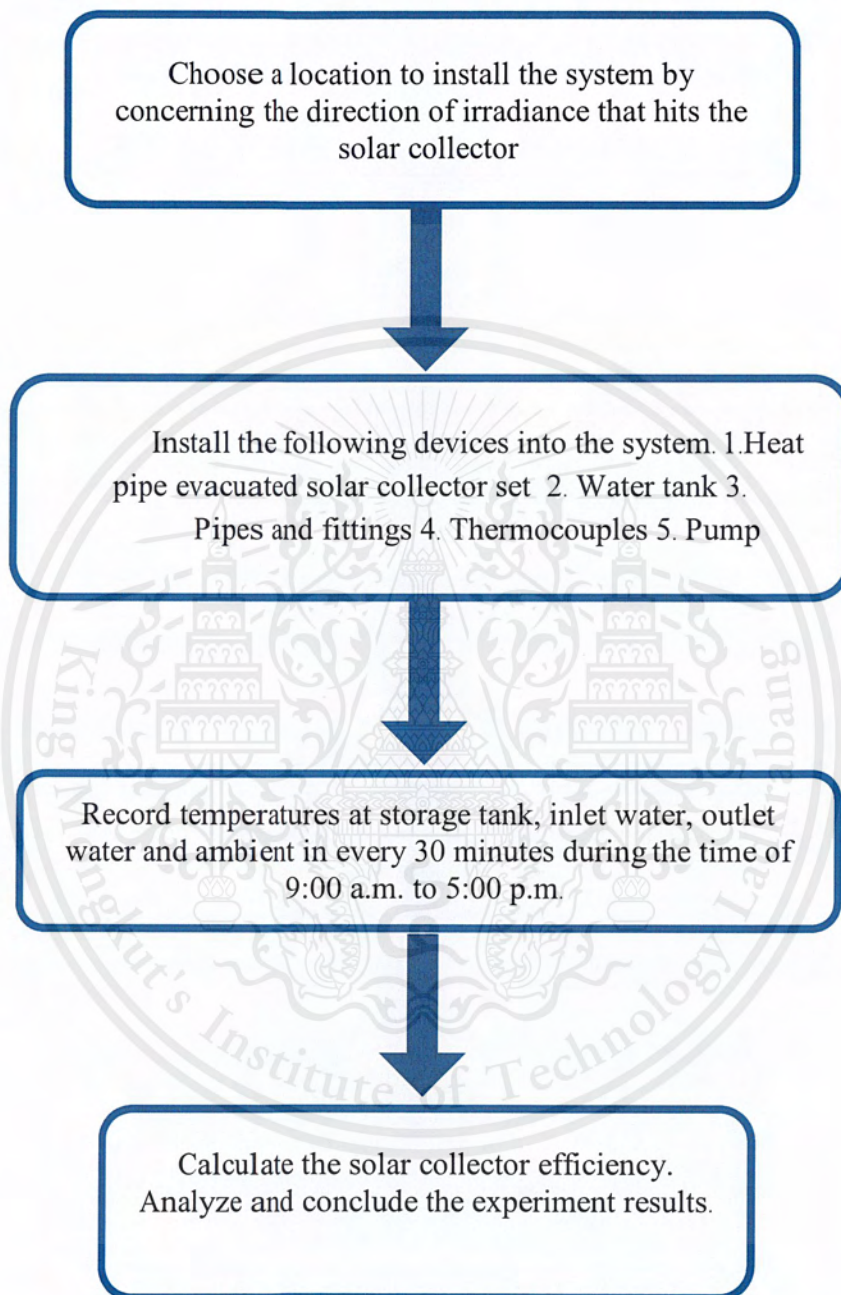 Choose a location to install the system by
concerning the direction of irradiance that hits the
solar collector
Install the following devices into the system. 1.Heat
pipe evacuated solar collector set 2. Water tank 3.
Pipes and fittings 4. Thermocouples 5. Pump
Record temperatures at storage tank, inlet water, outlet
water and ambient in every 30 minutes during the time of
9:00 a.m. to 5:00 p.m.
Calculate the solar collector efficiency.
Analyze and conclude the experiment results.
King Mongkut's Institute of Technology Ladkrabang